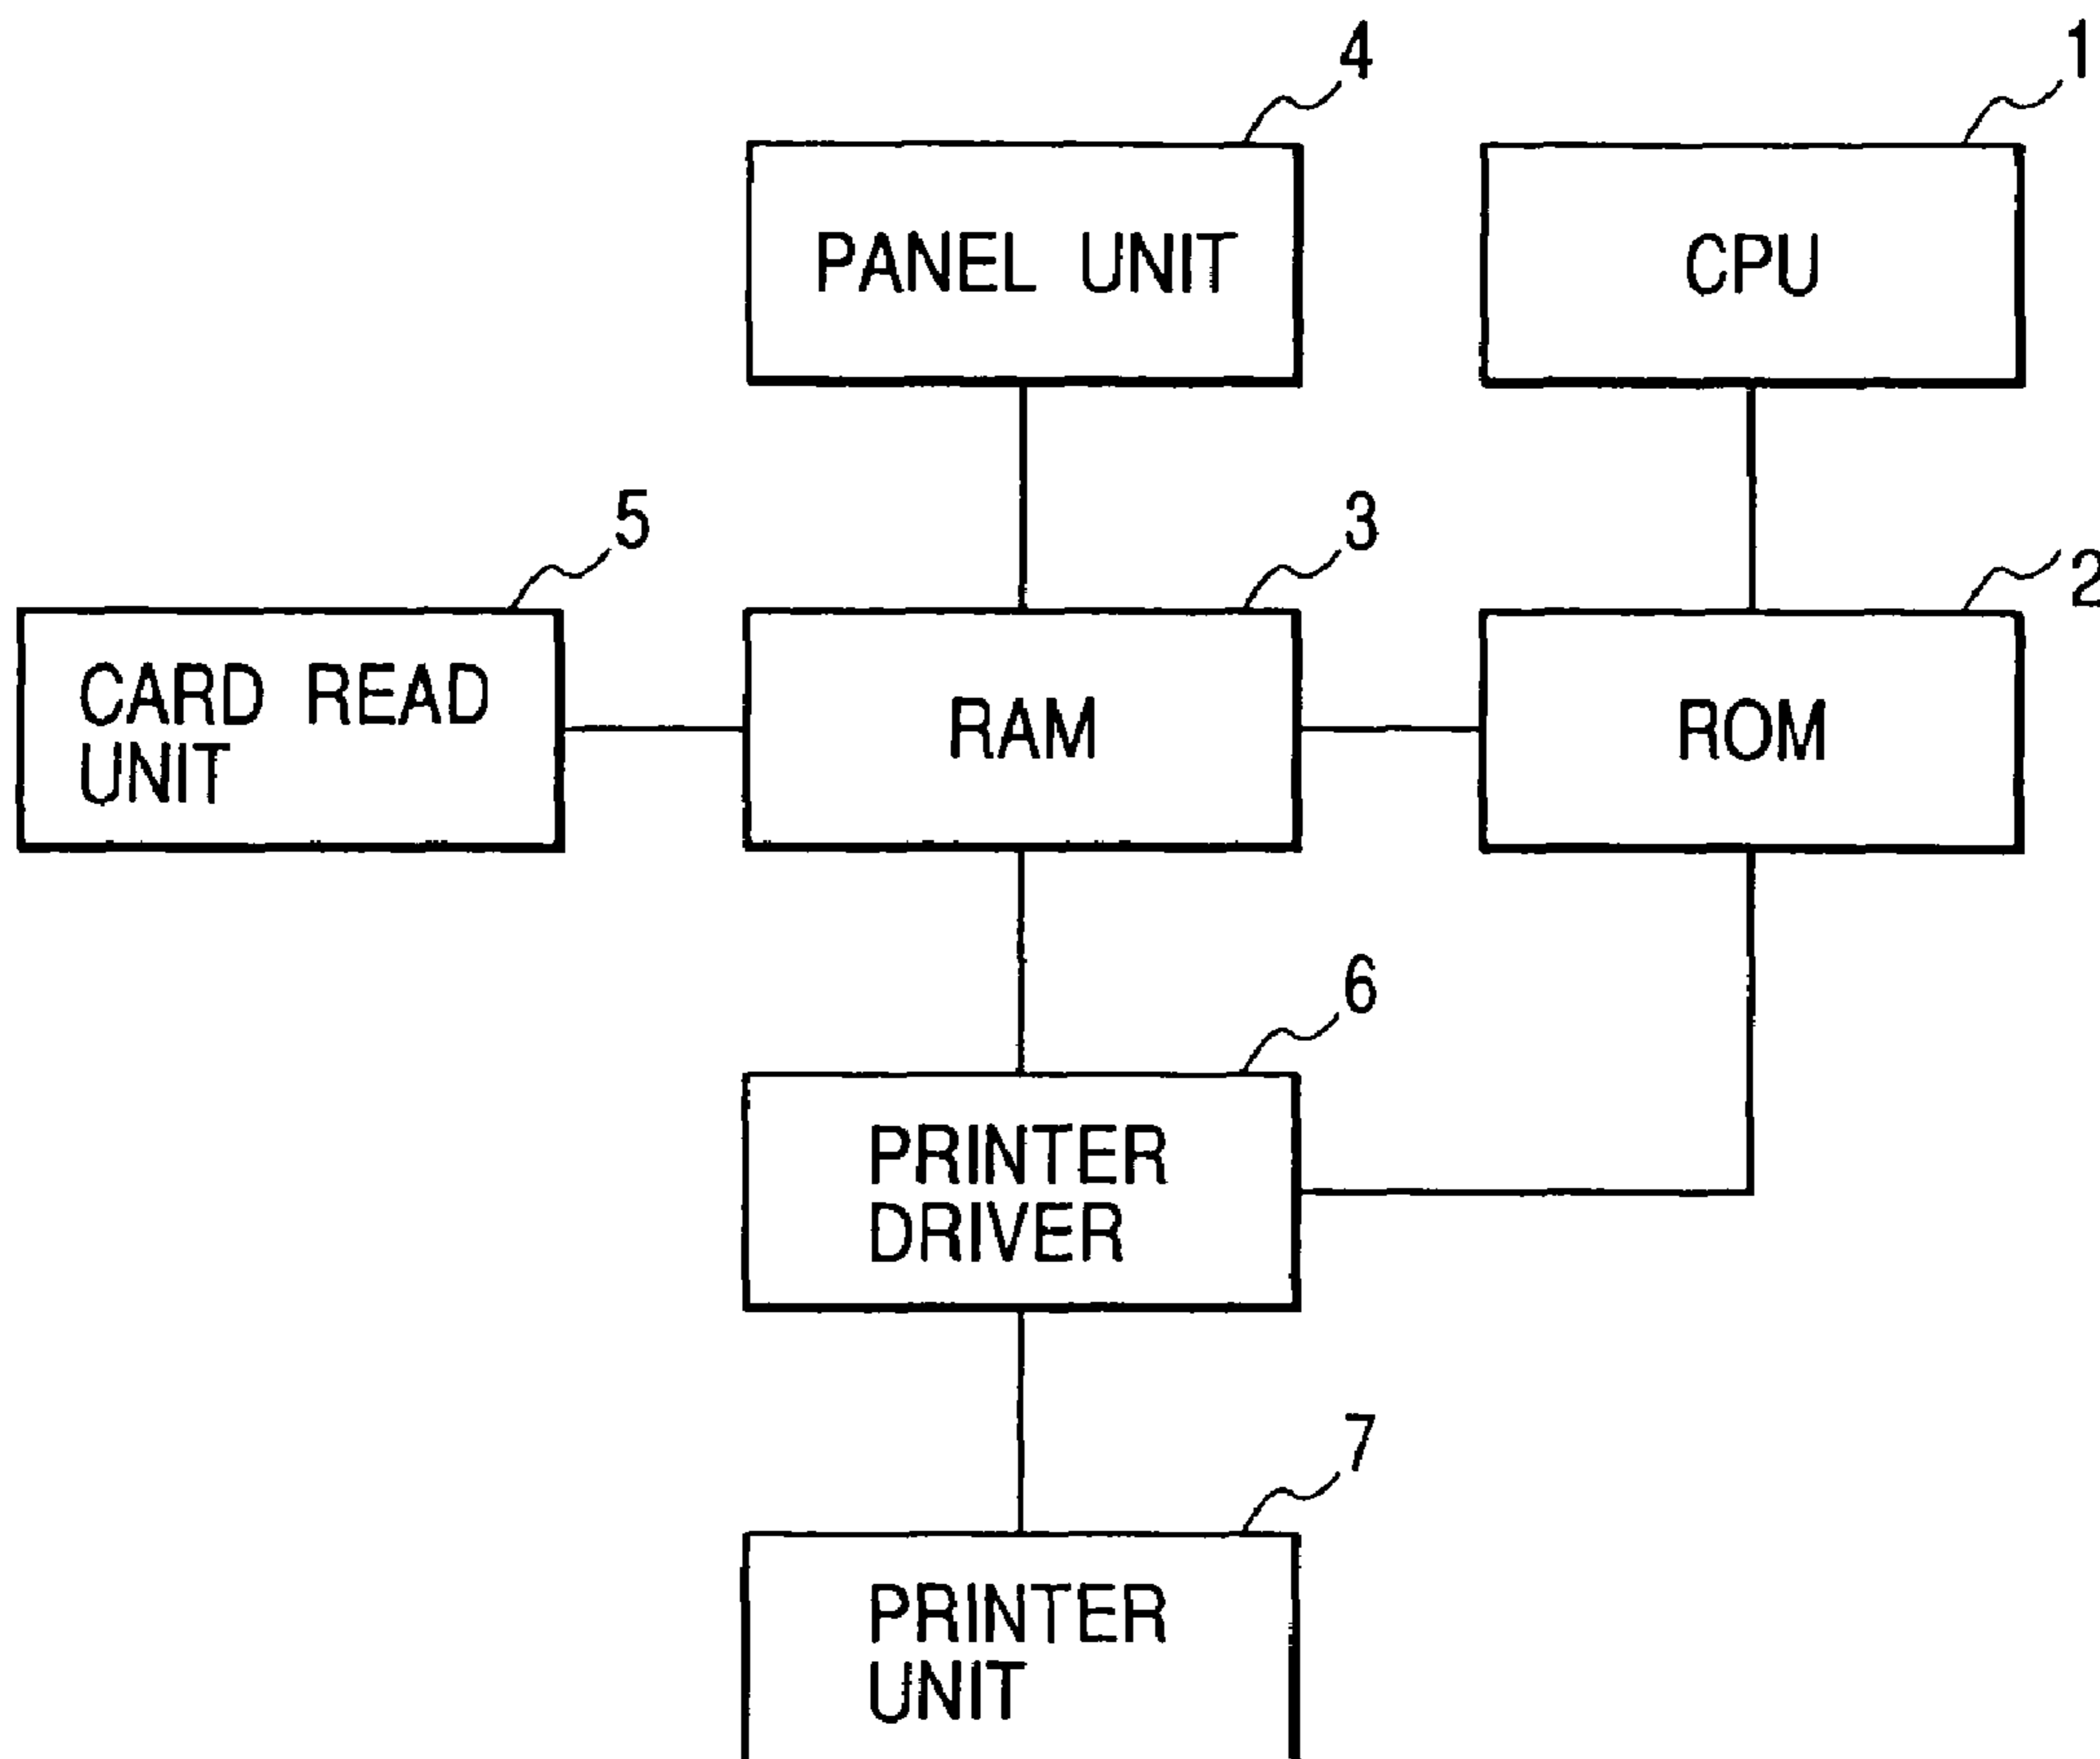 4
1
PANEL UNIT
CPU
5
3
2
CARD READ
UNIT
RAM
ROM
6
PRINTER
DRIVER
7
PRINTER
UNIT